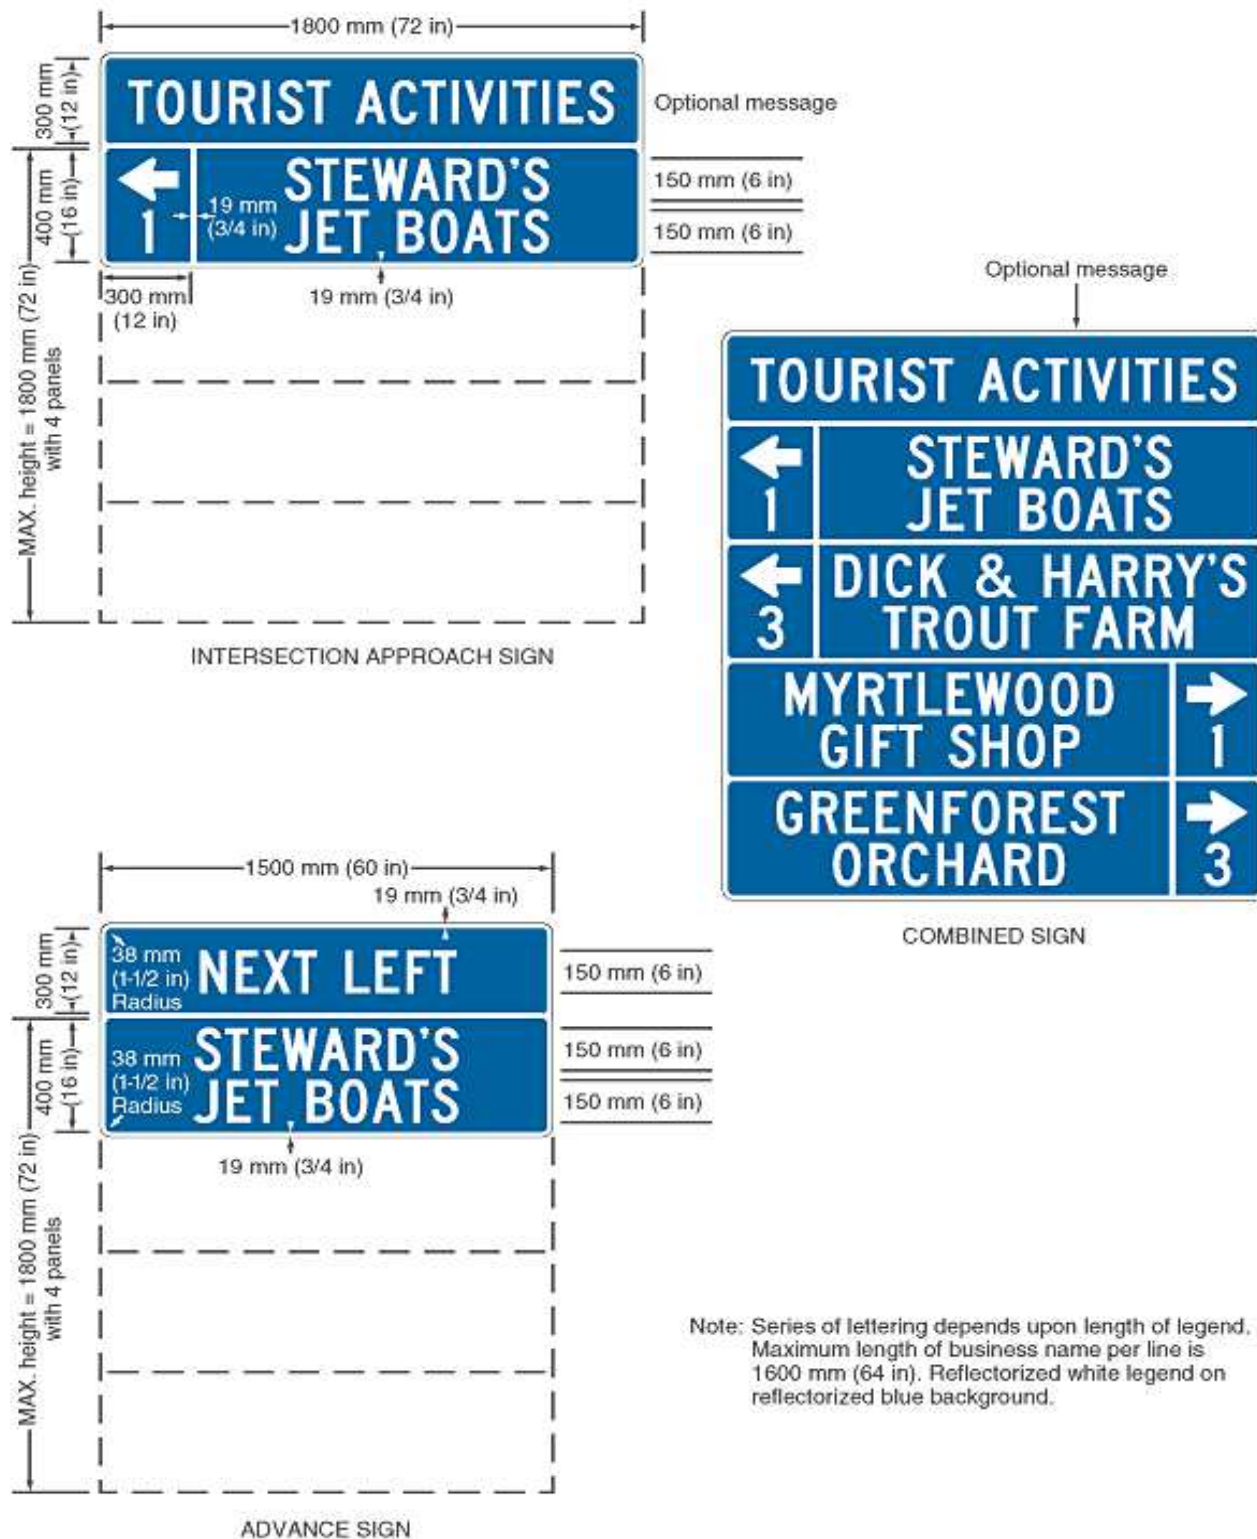 1800 mm (72 in)
300 mm
(12 in)
TOURIST ACTIVITIES
Optional message
400 mm
(16 in)
1
STEWARD'S
JET BOATS
19 mm
(3/4 in)
150 mm (6 in)
150 mm (6 in)
300 mm
(12 in)
19 mm (3/4 in)
MAX. height = 1800 mm (72 in)
with 4 panels
INTERSECTION APPROACH SIGN
Optional message
TOURIST ACTIVITIES
1
STEWARD'S
JET BOATS
3
DICK & HARRY'S
TROUT FARM
MYRTLEWOOD
GIFT SHOP
1
GREENFOREST
ORCHARD
3
COMBINED SIGN
1500 mm (60 in)
19 mm (3/4 in)
300 mm
(12 in)
38 mm
(1-1/2 in)
Radius
NEXT LEFT
150 mm (6 in)
400 mm
(16 in)
38 mm
(1-1/2 in)
Radius
STEWARD'S
JET BOATS
150 mm (6 in)
150 mm (6 in)
19 mm (3/4 in)
MAX. height = 1800 mm (72 in)
with 4 panels
ADVANCE SIGN
Note: Series of lettering depends upon length of legend.
Maximum length of business name per line is
1600 mm (64 in). Reflectorized white legend on
reflectorized blue background.